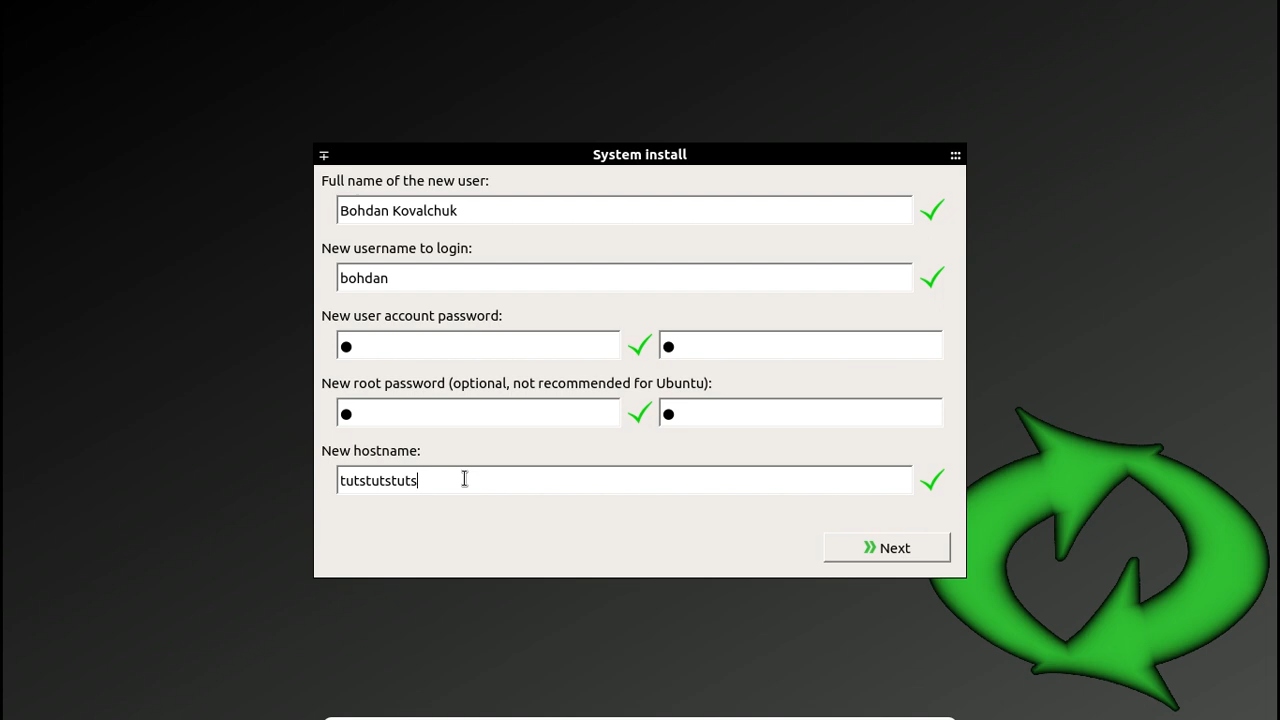 System install
Full name of the new user:
Bohdan Kovalchuk
New username to login:
bohdan
New user account password:
● ●
New root password (optional, not recommended for Ubuntu):
● ●
New hostname:
tutstutstuts
Next